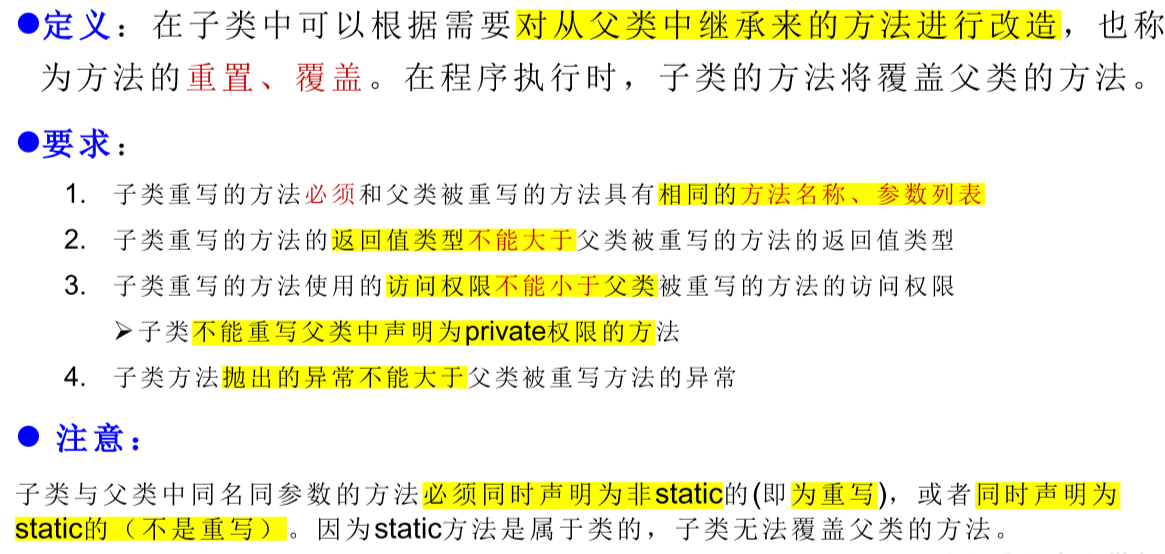 ●定义：在子类中可以根据需要对从父类中继承来的方法进行改造，也称
为方法的重置、覆盖。在程序执行时，子类的方法将覆盖父类的方法。
●要求：
1. 子类重写的方法必须和父类被重写的方法具有相同的方法名称、参数列表
2. 子类重写的方法的返回值类型不能大于父类被重写的方法的返回值类型
3. 子类重写的方法使用的访问权限不能小于父类被重写的方法的访问权限
➢子类不能重写父类中声明为private权限的方法
4. 子类方法抛出的异常不能大于父类被重写方法的异常
● 注意：
子类与父类中同名同参数的方法必须同时声明为非static的(即为重写)，或者同时声明为
static的（不是重写）。因为static方法是属于类的，子类无法覆盖父类的方法。